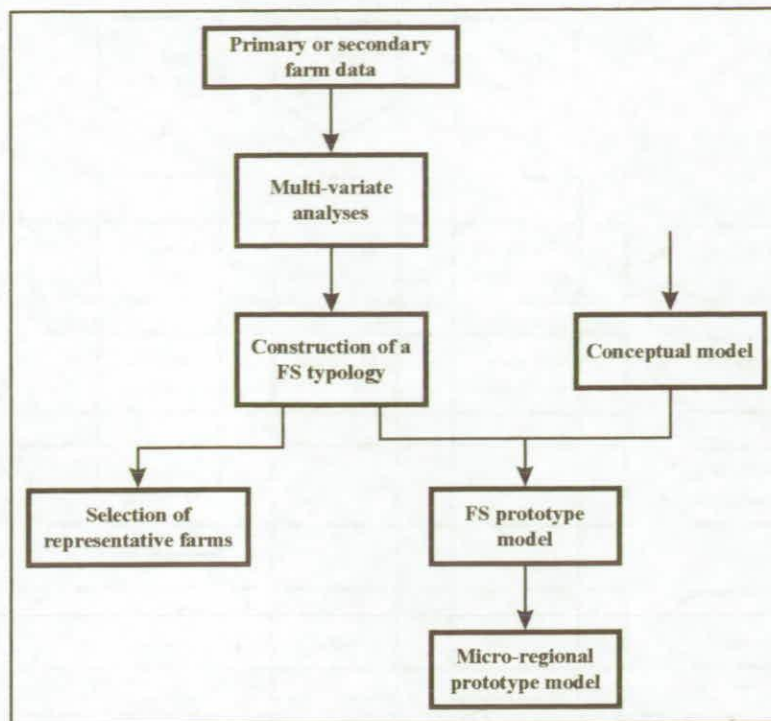 Primary or secondary
farm data
Multi-variate
analyses
Construction of a
FS typology
Conceptual model
Selection of
representative farms
FS prototype
model
Micro-regional
prototype model